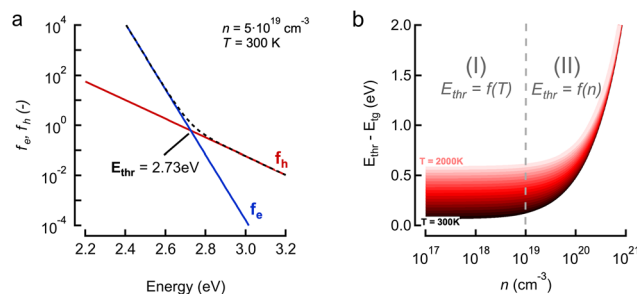 a
n = 5·10^19 cm^-3
T = 300 K
10^4
10^2
10^0
10^-2
10^-4
f_e, f_h (-)
E_thr = 2.73eV
f_h
f_e
2.2 2.4 2.6 2.8 3.0 3.2
Energy (eV)
b
2.0
1.5
1.0
0.5
0.0
E_thr - E_tg (eV)
(I) (II)
E_thr = f(T) E_thr = f(n)
T = 2000K
T = 300K
10^17 10^18 10^19 10^20 10^21
n (cm^-3)